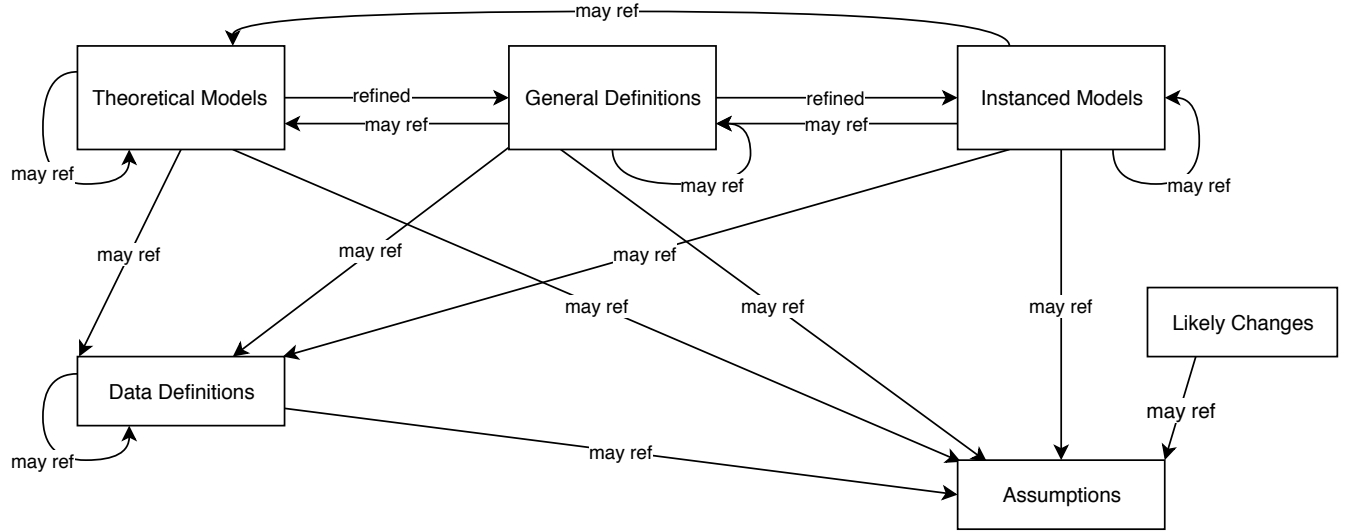 may ref
Theoretical Models
refined
General Definitions
refined
Instanced Models
may ref
may ref
may ref
may ref
may ref
may ref
may ref
may ref
may ref
may ref
may ref
Likely Changes
Data Definitions
may ref
may ref
may ref
Assumptions